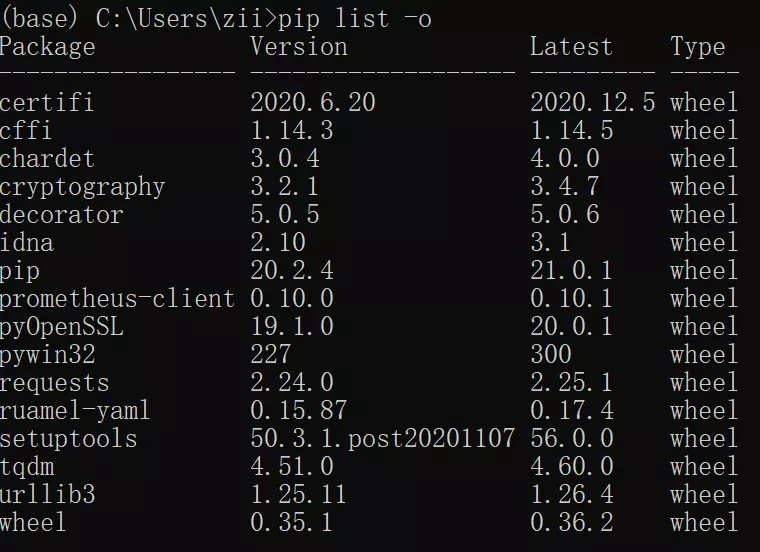 (base) C:\Users\zii>pip list -o
Package Version Latest Type
----------------- ------------------- ---------- -----
certifi 2020.6.20 2020.12.5 wheel
cffi 1.14.3 1.14.5 wheel
chardet 3.0.4 4.0.0 wheel
cryptography 3.2.1 3.4.7 wheel
decorator 5.0.5 5.0.6 wheel
idna 2.10 3.1 wheel
pip 20.2.4 21.0.1 wheel
prometheus-client 0.10.0 0.10.1 wheel
pyOpenSSL 19.1.0 20.0.1 wheel
pywin32 227 300 wheel
requests 2.24.0 2.25.1 wheel
ruamel-yaml 0.15.87 0.17.4 wheel
setuptools 50.3.1.post20201107 56.0.0 wheel
tqdm 4.51.0 4.60.0 wheel
urllib3 1.25.11 1.26.4 wheel
wheel 0.35.1 0.36.2 wheel